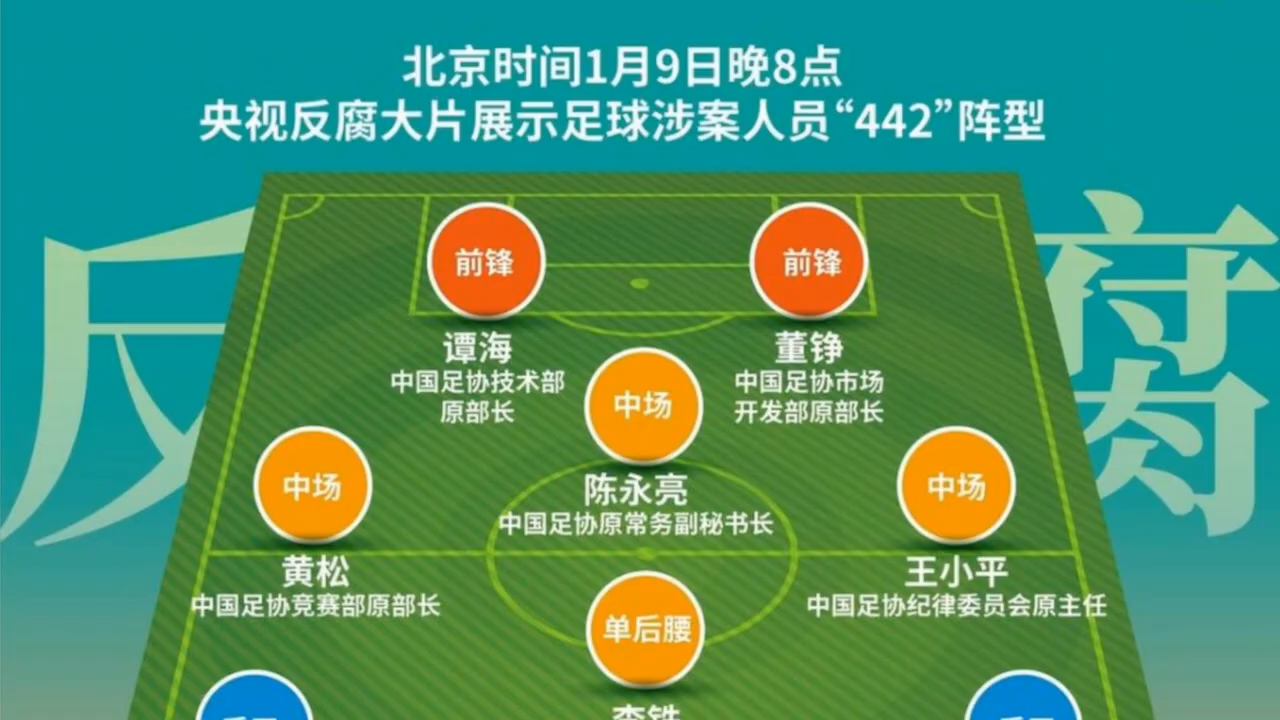 北京时间1月9日晚8点
央视反腐大片展示足球涉案人员“442”阵型
反腐
前锋
前锋
谭海
中国足协技术部
原部长
董铮
中国足协市场
开发部原部长
中场
陈永亮
中国足协原常务副秘书长
中场
黄松
中国足协竞赛部原部长
中场
王小平
中国足协纪律委员会原主任
单后腰